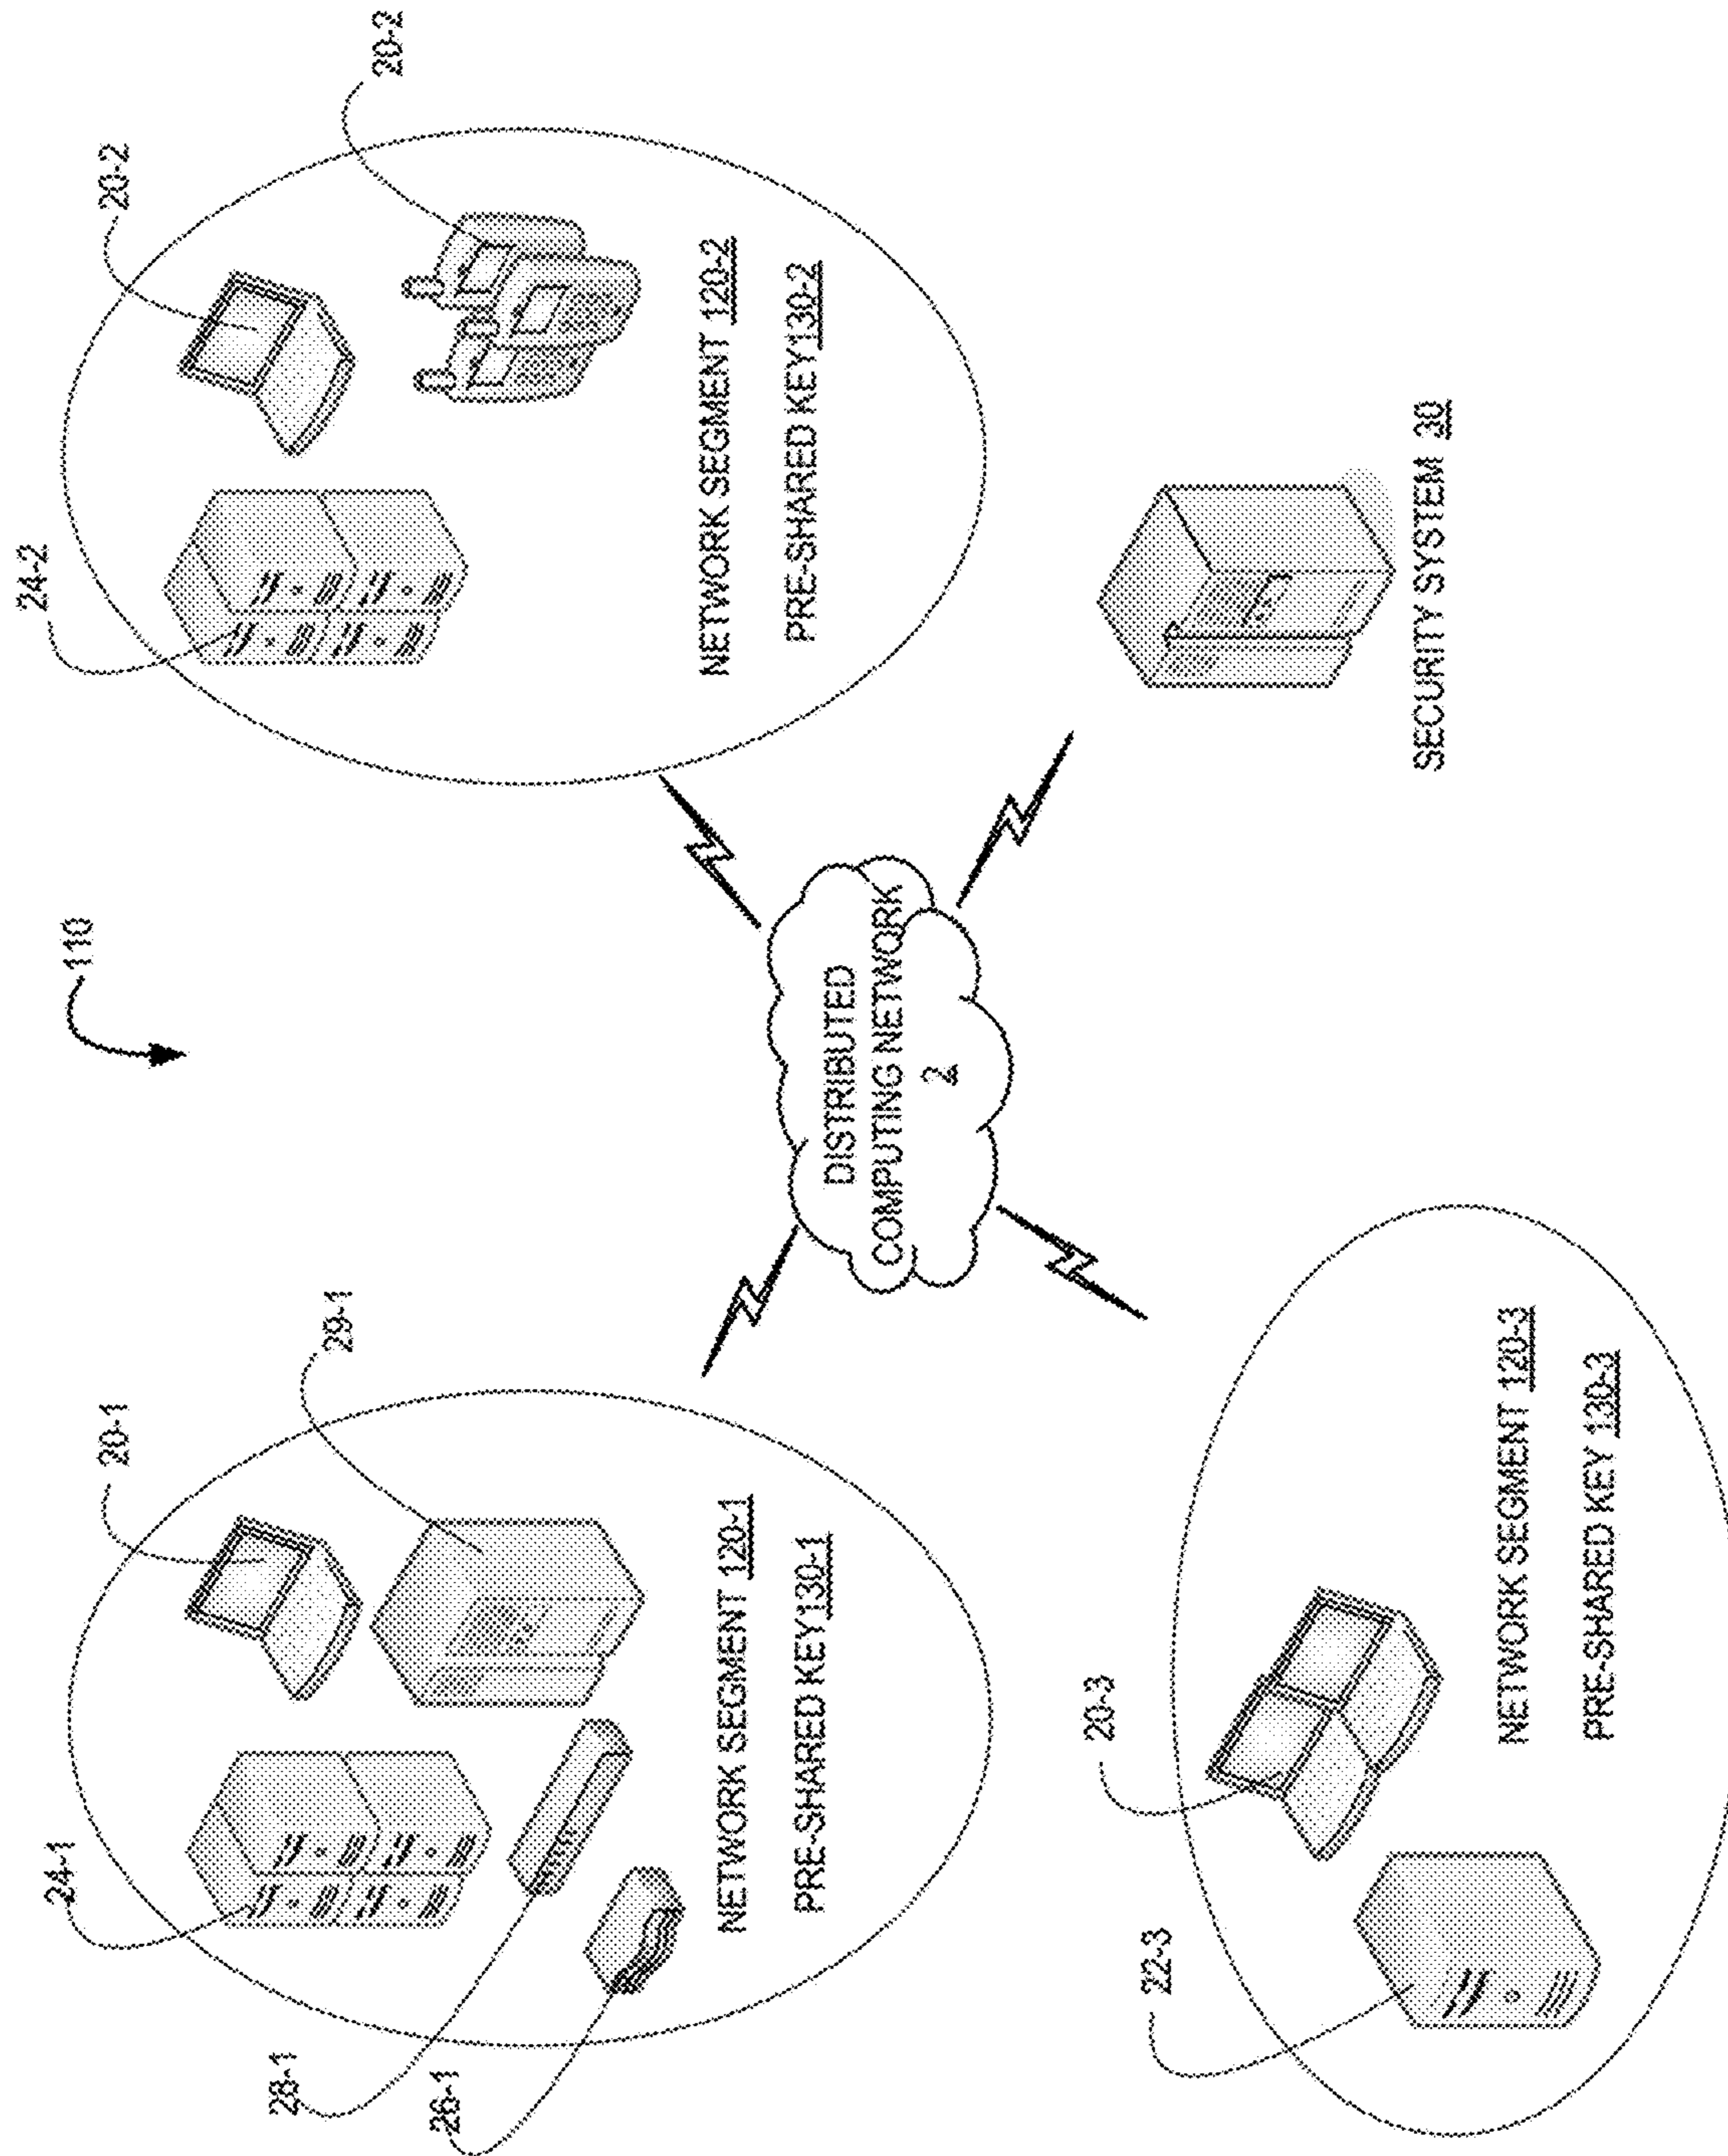 110
24-1
20-1
29-1
28-1
26-1
NETWORK SEGMENT 120-1
PRE-SHARED KEY130-1
24-2
20-2
20-2
NETWORK SEGMENT 120-2
PRE-SHARED KEY130-2
DISTRIBUTED
COMPUTING NETWORK
2
22-3
20-3
NETWORK SEGMENT 120-3
PRE-SHARED KEY 130-3
SECURITY SYSTEM 30